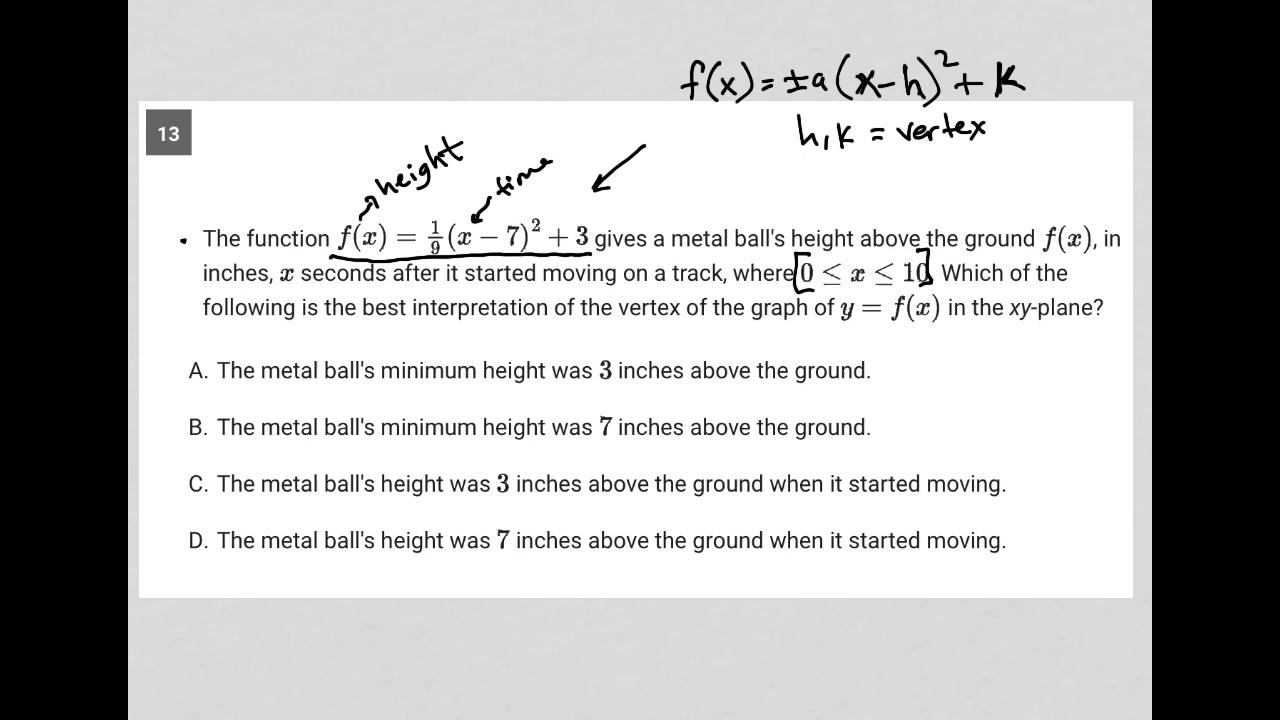 f(x) = ±a(x-h)² + k
h,k = vertex
13
height
time
The function f(x) = 1/9(x − 7)² + 3 gives a metal ball's height above the ground f(x), in
inches, x seconds after it started moving on a track, where [0 ≤ x ≤ 10]. Which of the
following is the best interpretation of the vertex of the graph of y = f(x) in the xy-plane?
A. The metal ball's minimum height was 3 inches above the ground.
B. The metal ball's minimum height was 7 inches above the ground.
C. The metal ball's height was 3 inches above the ground when it started moving.
D. The metal ball's height was 7 inches above the ground when it started moving.